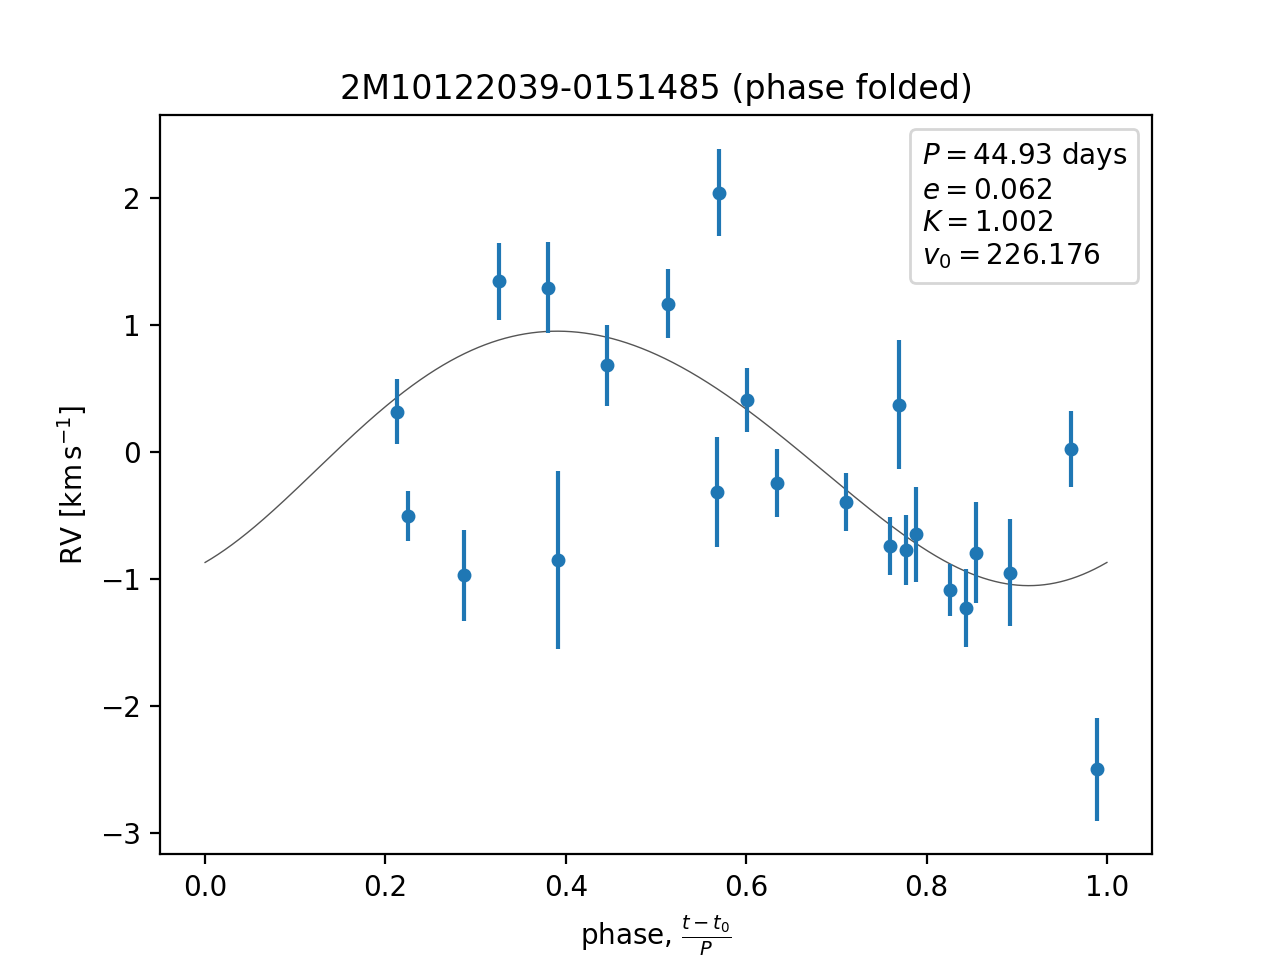 2M10122039-0151485 (phase folded)
P = 44.93 days
e = 0.062
K = 1.002
v₀ = 226.176
2
1
0
−1
−2
−3
RV [km s⁻¹]
0.0 0.2 0.4 0.6 0.8 1.0
phase, (t − t₀)/P